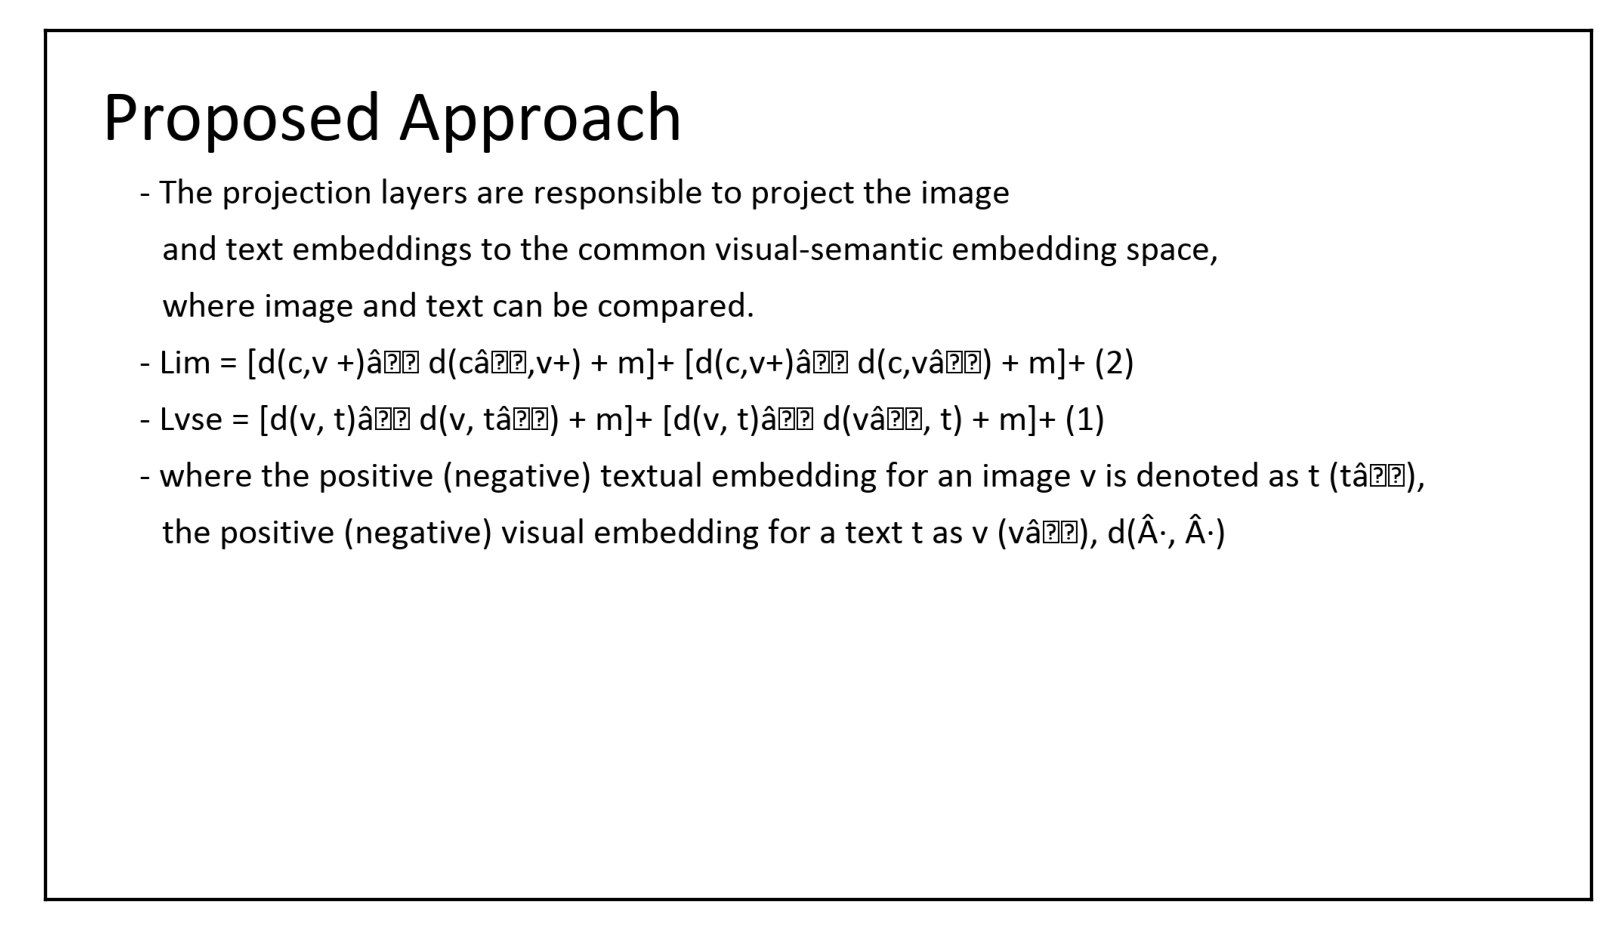 Proposed Approach
- The projection layers are responsible to project the image
and text embeddings to the common visual-semantic embedding space,
where image and text can be compared.
- Lim = [d(c,v +)â⍰⍰ d(câ⍰⍰,v+) + m]+ [d(c,v+)â⍰⍰ d(c,vâ⍰⍰) + m]+ (2)
- Lvse = [d(v, t)â⍰⍰ d(v, tâ⍰⍰) + m]+ [d(v, t)â⍰⍰ d(vâ⍰⍰, t) + m]+ (1)
- where the positive (negative) textual embedding for an image v is denoted as t (tâ⍰⍰),
the positive (negative) visual embedding for a text t as v (vâ⍰⍰), d(Â·, Â·)